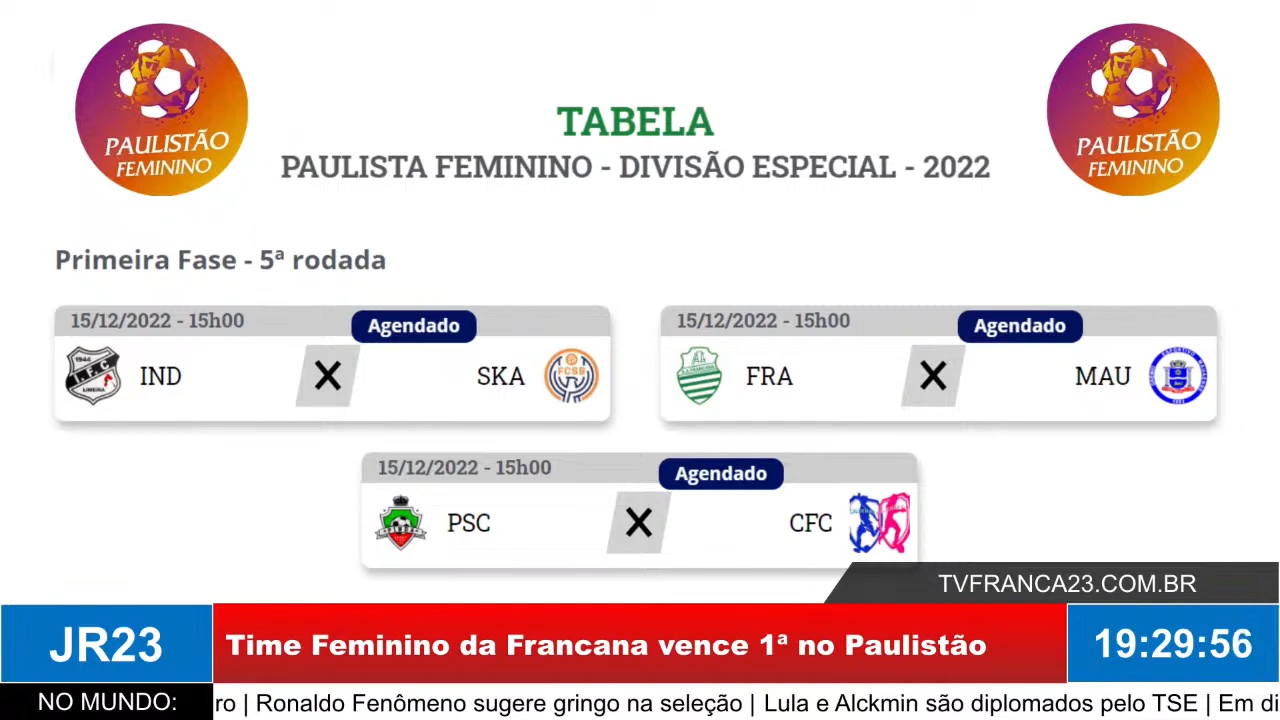 PAULISTÃO
FEMININO
PAULISTÃO
FEMININO
TABELA
PAULISTA FEMININO - DIVISÃO ESPECIAL - 2022
Primeira Fase - 5ª rodada
15/12/2022 - 15h00
Agendado
1944
I.F.C
LIMEIRA
IND
X
SKA
FCSB
15/12/2022 - 15h00
Agendado
FRA
X
MAU
15/12/2022 - 15h00
Agendado
PSC
X
CFC
TVFRANCA23.COM.BR
JR23
Time Feminino da Francana vence 1ª no Paulistão
19:29:56
NO MUNDO:
ro | Ronaldo Fenômeno sugere gringo na seleção | Lula e Alckmin são diplomados pelo TSE | Em di